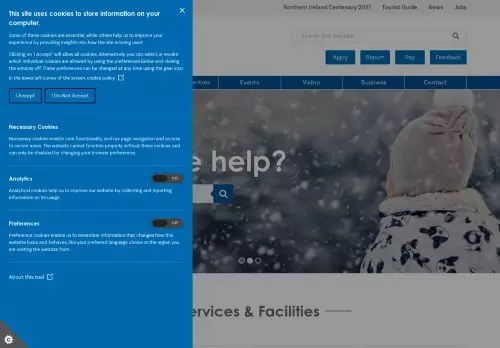 This site uses cookies to store information on your
computer.
Some of these cookies are essential, while others help us to improve your
experience by providing insights into how the site is being used.
Clicking on 'I Accept' will allow all cookies. Alternatively you can select or revoke
which individual cookies are allowed by using the preferences below and closing
the window off. These preferences can be changed at any time using the gear icon
in the lower left corner of the screen. cookie policy
I Accept
I Do Not Accept
Necessary Cookies
Necessary cookies enable core functionality such as page navigation and access
to secure areas. The website cannot function properly without these cookies, and
can only be disabled by changing your browser preferences.
Analytics
Off
Analytical cookies help us to improve our website by collecting and reporting
information on its usage.
Preferences
Off
Preference cookies enable us to remember information that changes how this
website looks and behaves, like your preferred language choice or the region you
are visiting the website from.
About this tool
Northern Ireland Centenary 2021
Tourist Guide
News
Jobs
Search this website
Apply
Report
Pay
Feedback
entres
Events
Visitor
Business
Contact
e help?
ervices & Facilities